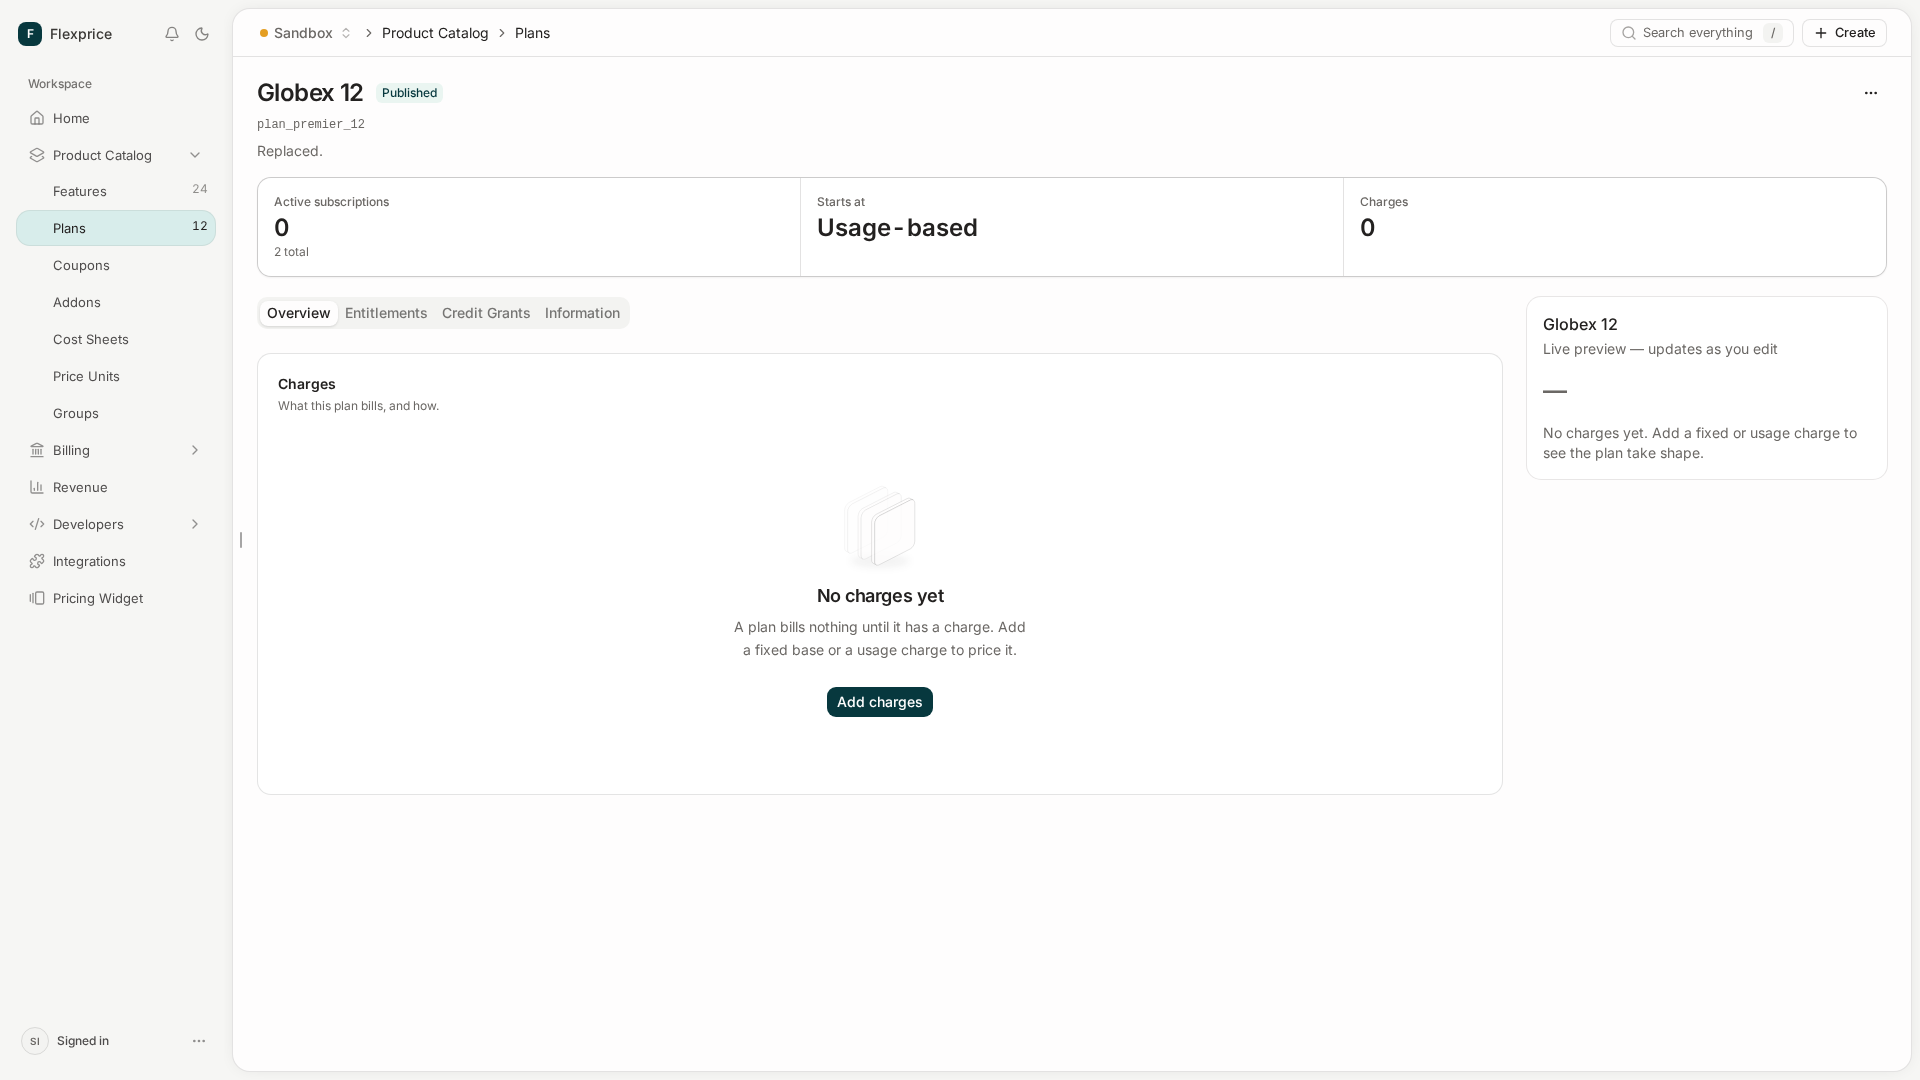 F Flexprice
Workspace
Home
Product Catalog
Features 24
Plans 12
Coupons
Addons
Cost Sheets
Price Units
Groups
Billing
Revenue
Developers
Integrations
Pricing Widget
SI Signed in
Sandbox Product Catalog Plans
Search everything /
Create
Globex 12 Published
plan_premier_12
Replaced.
Active subscriptions
0
2 total
Starts at
Usage-based
Charges
0
Overview Entitlements Credit Grants Information
Charges
What this plan bills, and how.
No charges yet
A plan bills nothing until it has a charge. Add
a fixed base or a usage charge to price it.
Add charges
Globex 12
Live preview — updates as you edit
—
No charges yet. Add a fixed or usage charge to
see the plan take shape.